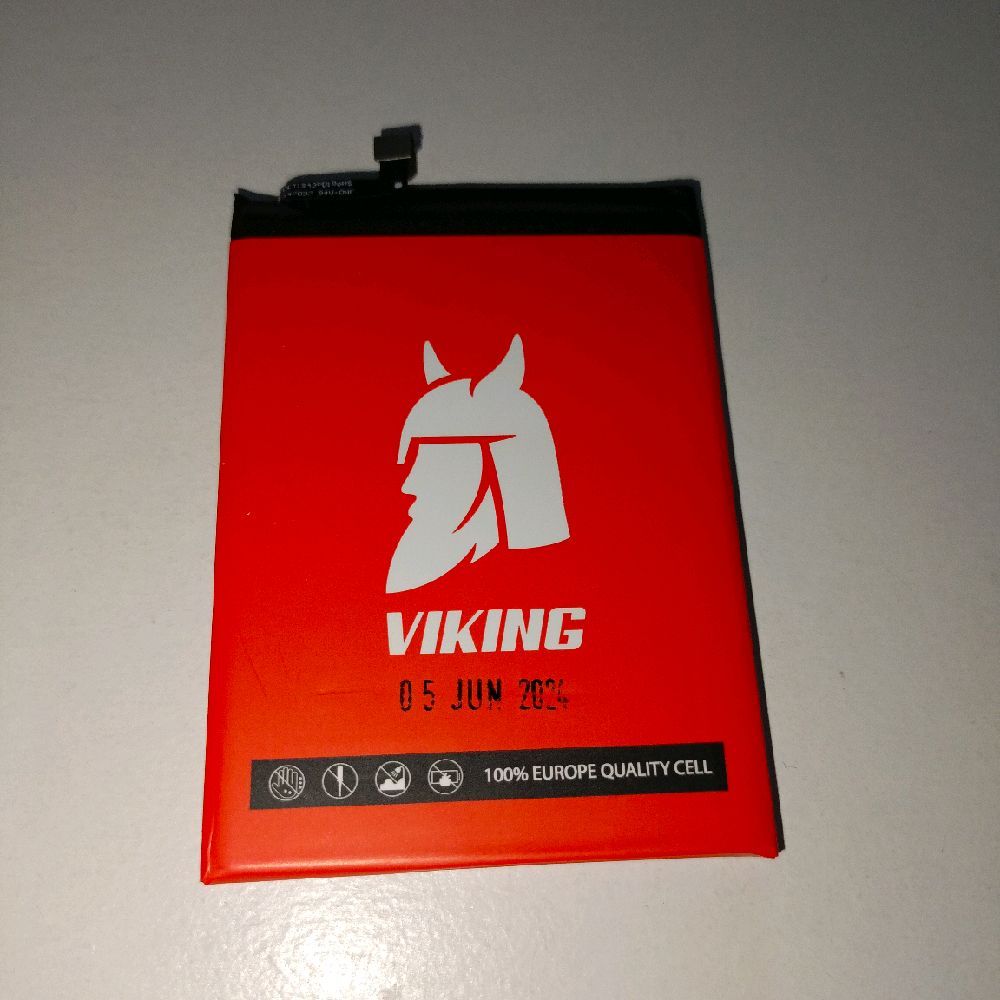 VIKING
05 JUN 2024
100% EUROPE QUALITY CELL